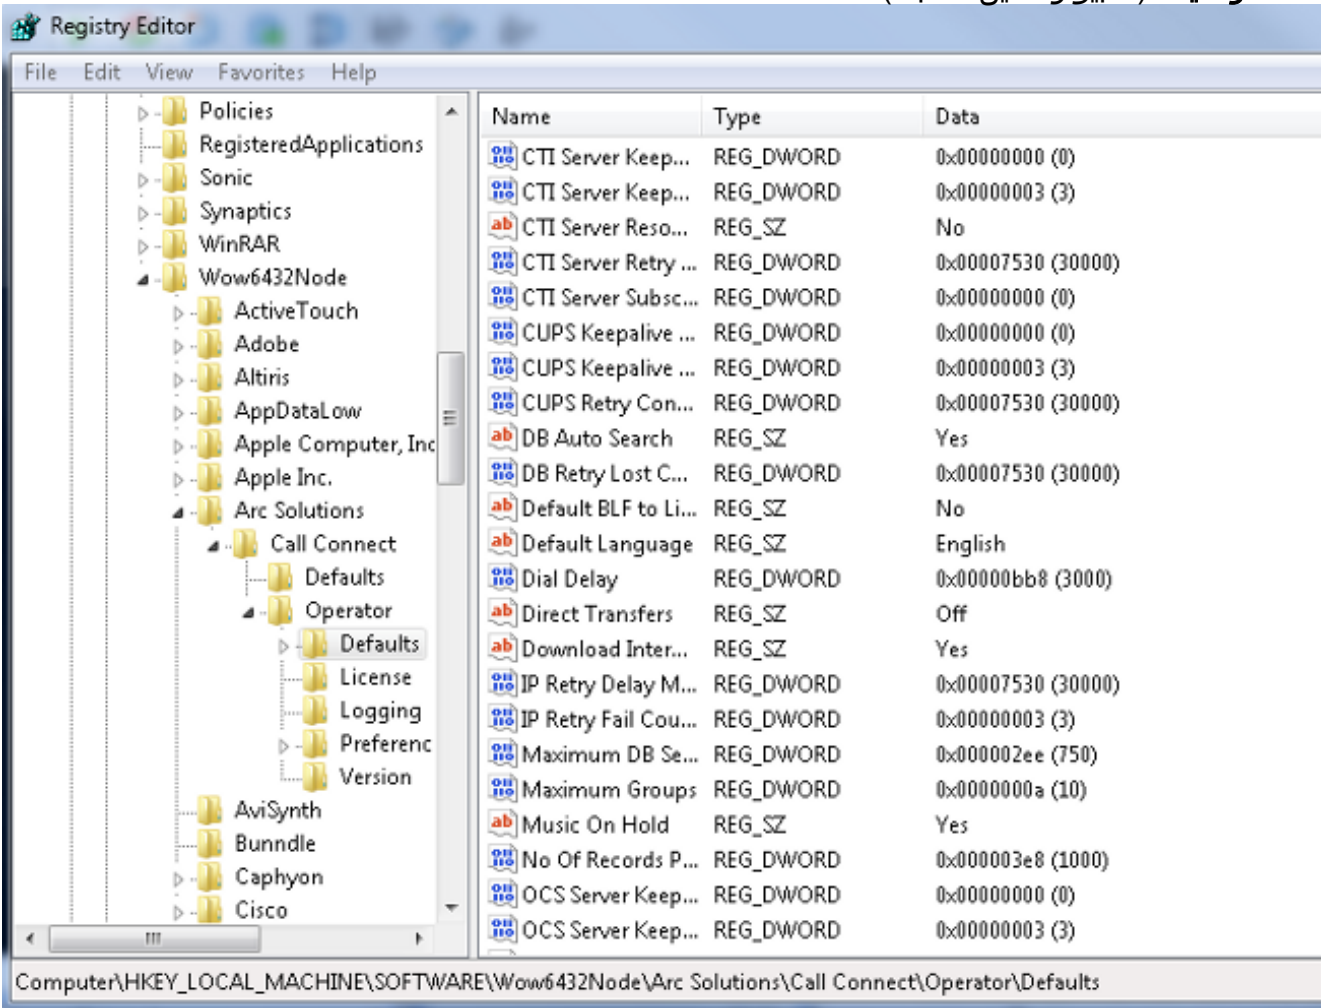 Registry Editor
File Edit View Favorites Help
Policies
RegisteredApplications
Sonic
Synaptics
WinRAR
Wow6432Node
ActiveTouch
Adobe
Altiris
AppDataLow
Apple Computer, Inc
Apple Inc.
Arc Solutions
Call Connect
Defaults
Operator
Defaults
License
Logging
Preferenc
Version
AviSynth
Bunndle
Caphyon
Cisco
Name Type Data
CTI Server Keep... REG_DWORD 0x00000000 (0)
CTI Server Keep... REG_DWORD 0x00000003 (3)
CTI Server Reso... REG_SZ No
CTI Server Retry ... REG_DWORD 0x00007530 (30000)
CTI Server Subsc... REG_DWORD 0x00000000 (0)
CUPS Keepalive ... REG_DWORD 0x00000000 (0)
CUPS Keepalive ... REG_DWORD 0x00000003 (3)
CUPS Retry Con... REG_DWORD 0x00007530 (30000)
DB Auto Search REG_SZ Yes
DB Retry Lost C... REG_DWORD 0x00007530 (30000)
Default BLF to Li... REG_SZ No
Default Language REG_SZ English
Dial Delay REG_DWORD 0x00000bb8 (3000)
Direct Transfers REG_SZ Off
Download Inter... REG_SZ Yes
IP Retry Delay M... REG_DWORD 0x00007530 (30000)
IP Retry Fail Cou... REG_DWORD 0x00000003 (3)
Maximum DB Se... REG_DWORD 0x000002ee (750)
Maximum Groups REG_DWORD 0x0000000a (10)
Music On Hold REG_SZ Yes
No Of Records P... REG_DWORD 0x000003e8 (1000)
OCS Server Keep... REG_DWORD 0x00000000 (0)
OCS Server Keep... REG_DWORD 0x00000003 (3)
Computer\HKEY_LOCAL_MACHINE\SOFTWARE\Wow6432Node\Arc Solutions\Call Connect\Operator\Defaults